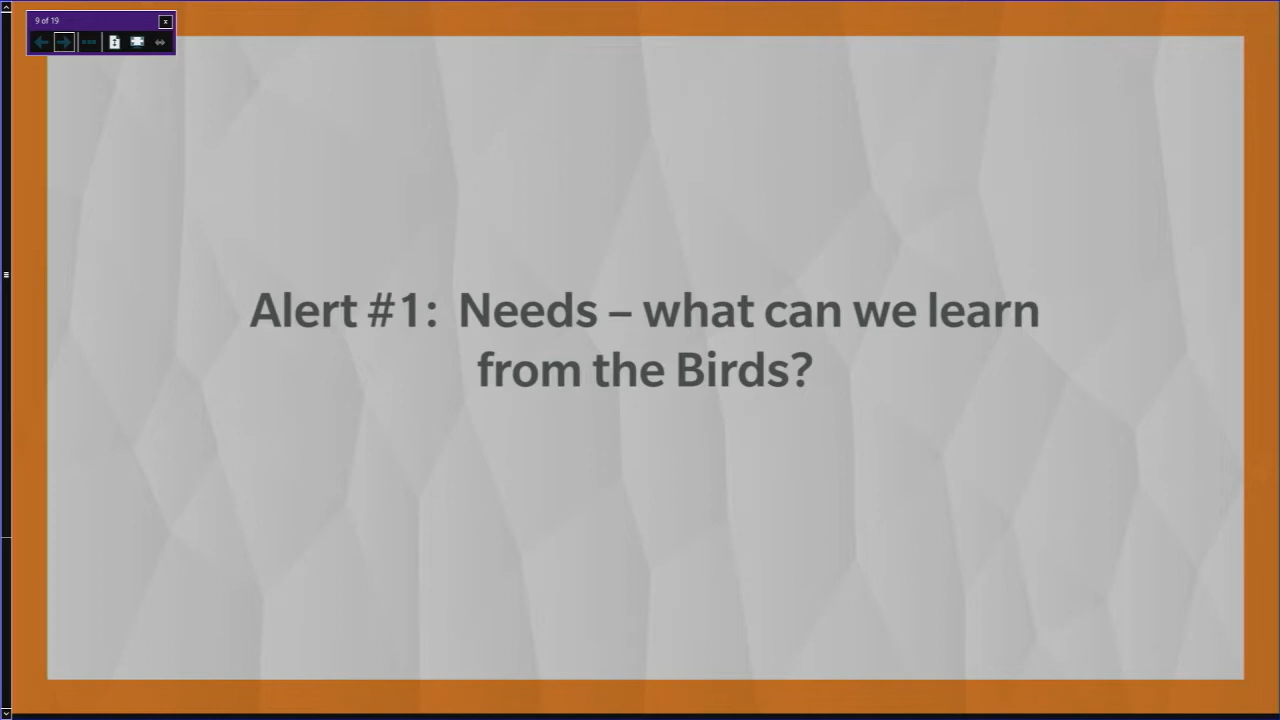 9 of 19
x
Alert #1:  Needs – what can we learn
from the Birds?